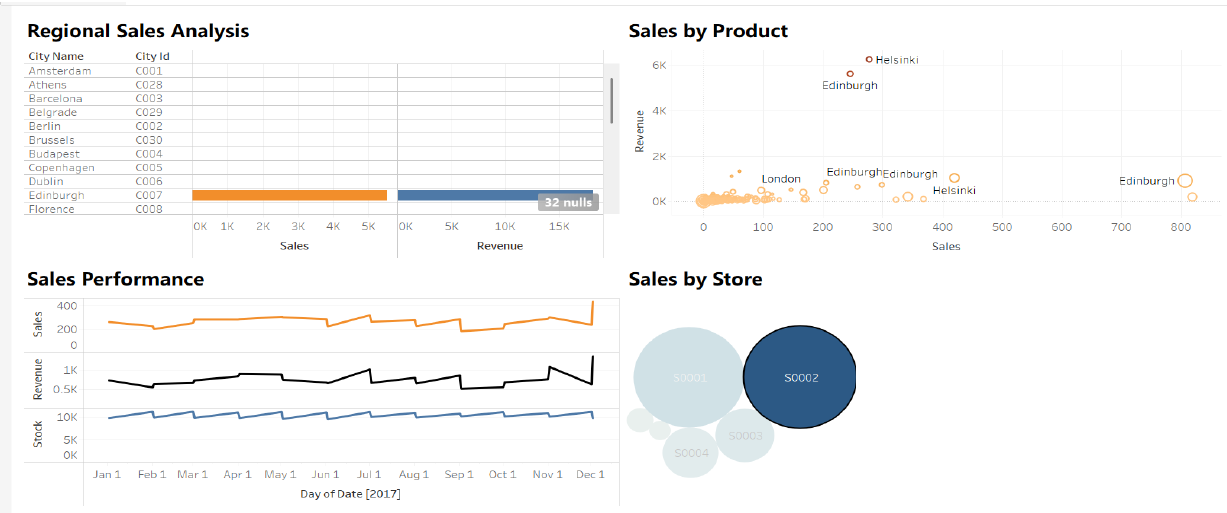 Regional Sales Analysis
City Name City Id
Amsterdam C001
Athens C028
Barcelona C003
Belgrade C029
Berlin C002
Brussels C030
Budapest C004
Copenhagen C005
Dublin C006
Edinburgh C007
32 nulls
Florence C008
0K 1K 2K 3K 4K 5K 0K 5K 10K 15K
Sales Revenue
Sales by Product
Revenue
6K
4K
2K
0K
Helsinki
Edinburgh
London
Edinburgh
Edinburgh
Helsinki
Edinburgh
0 100 200 300 400 500 600 700 800
Sales
Sales Performance
Sales
400
200
0
Revenue
1K
0.5K
Stock
10K
5K
0K
Jan 1 Feb 1 Mar 1 Apr 1 May 1 Jun 1 Jul 1 Aug 1 Sep 1 Oct 1 Nov 1 Dec 1
Day of Date [2017]
Sales by Store
S0001
S0002
S0003
S0004